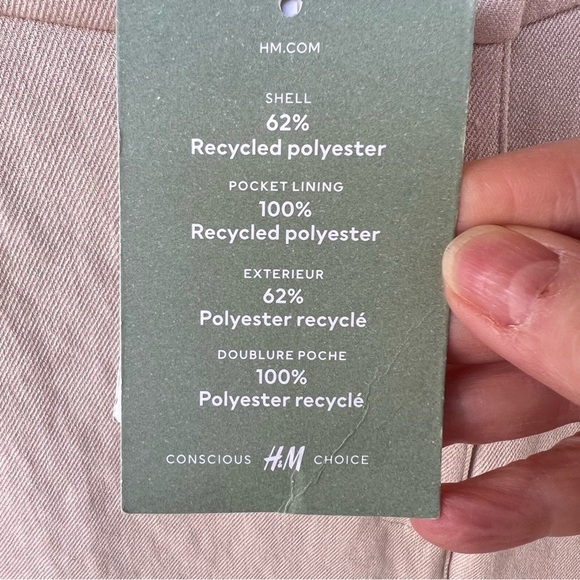 HM.COM
SHELL
62%
Recycled polyester
POCKET LINING
100%
Recycled polyester
EXTERIEUR
62%
Polyester recyclé
DOUBLURE POCHE
100%
Polyester recyclé
CONSCIOUS H&M CHOICE